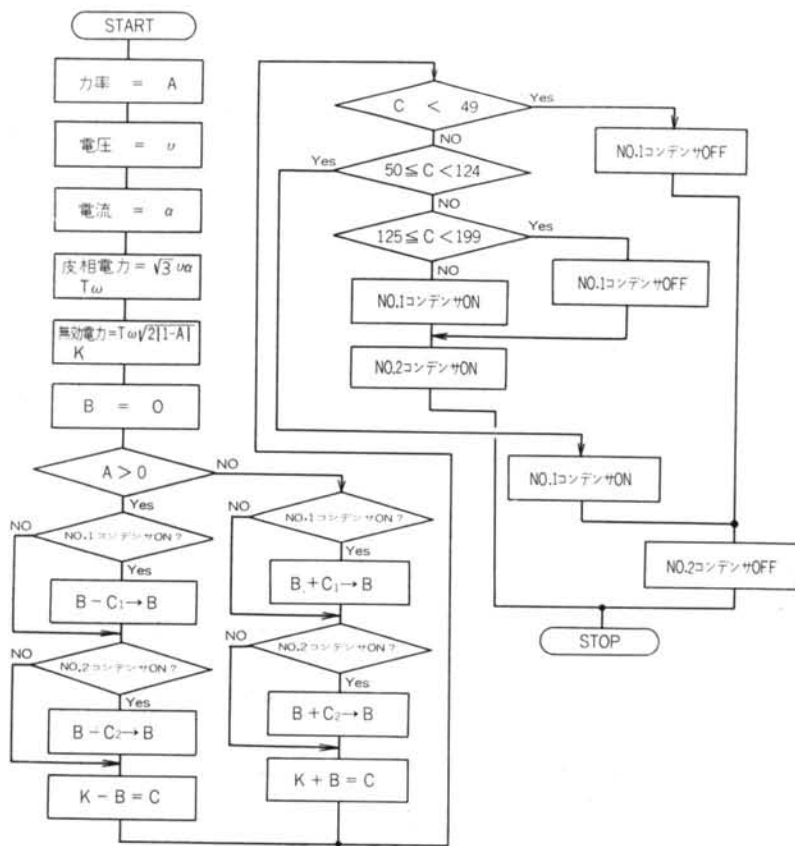 START
力率 = A
電圧 = υ
電流 = α
皮相電力=√3 υα
Tω
無効電力=Tω√2|1-A|
K
B = 0
A > 0
NO
Yes
NO.1コンデンサON?
NO
Yes
B-C₁→B
NO.2コンデンサON?
NO
Yes
B-C₂→B
K-B=C
NO.1コンデンサON?
NO
Yes
B+C₁→B
NO.2コンデンサON?
NO
Yes
B+C₂→B
K+B=C
C < 49
Yes
NO
NO.1コンデンサOFF
50≦C<124
Yes
NO
125≦C<199
Yes
NO
NO.1コンデンサOFF
NO.1コンデンサON
NO.2コンデンサON
NO.1コンデンサON
NO.2コンデンサOFF
STOP